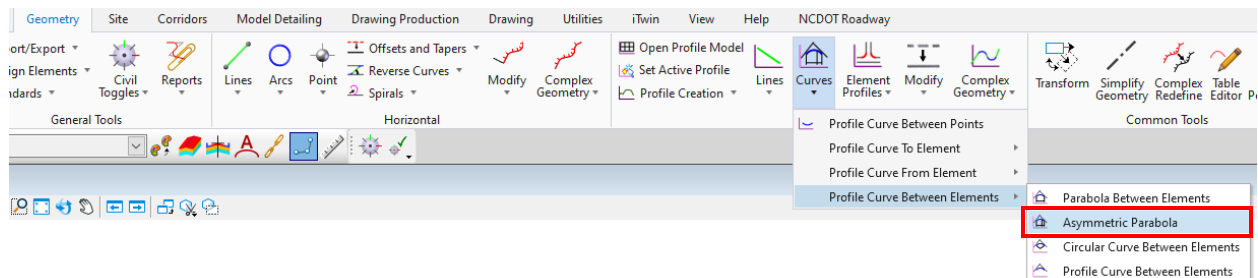 Geometry Site Corridors Model Detailing Drawing Production Drawing Utilities iTwin View Help NCDOT Roadway
ort/Export
ign Elements
ndards
Civil Toggles
Reports
General Tools
Lines
Arcs
Point
Offsets and Tapers
Reverse Curves
Spirals
Modify
Complex Geometry
Horizontal
Open Profile Model
Set Active Profile
Profile Creation
Lines
Curves
Element Profiles
Modify
Complex Geometry
Transform
Simplify Geometry
Complex Redefine
Table Editor
Common Tools
Profile Curve Between Points
Profile Curve To Element
Profile Curve From Element
Profile Curve Between Elements
Parabola Between Elements
Asymmetric Parabola
Circular Curve Between Elements
Profile Curve Between Elements